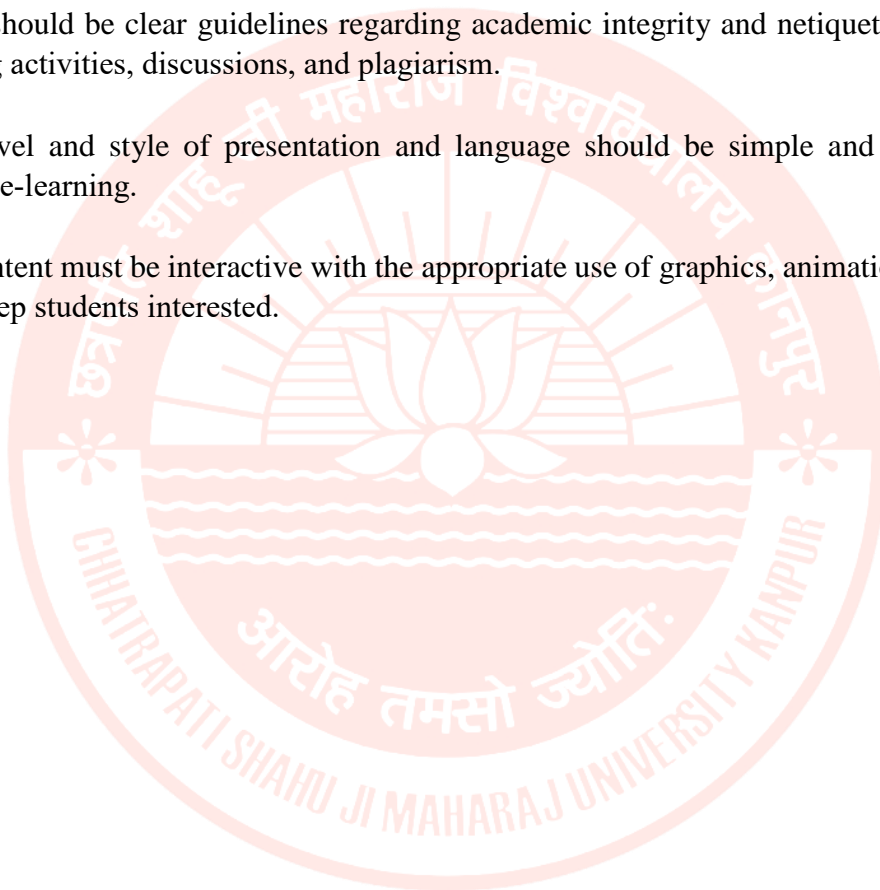 hould be clear guidelines regarding academic integrity and netiquet
g activities, discussions, and plagiarism.
vel and style of presentation and language should be simple and
e-learning.
ntent must be interactive with the appropriate use of graphics, animatio
ep students interested.
छत्रपति शाहू जी महाराज विश्वविद्यालय कानपुर
आरोह तमसो ज्योतिः
CHHATRAPATI SHAHU JI MAHARAJ UNIVERSITY KANPUR